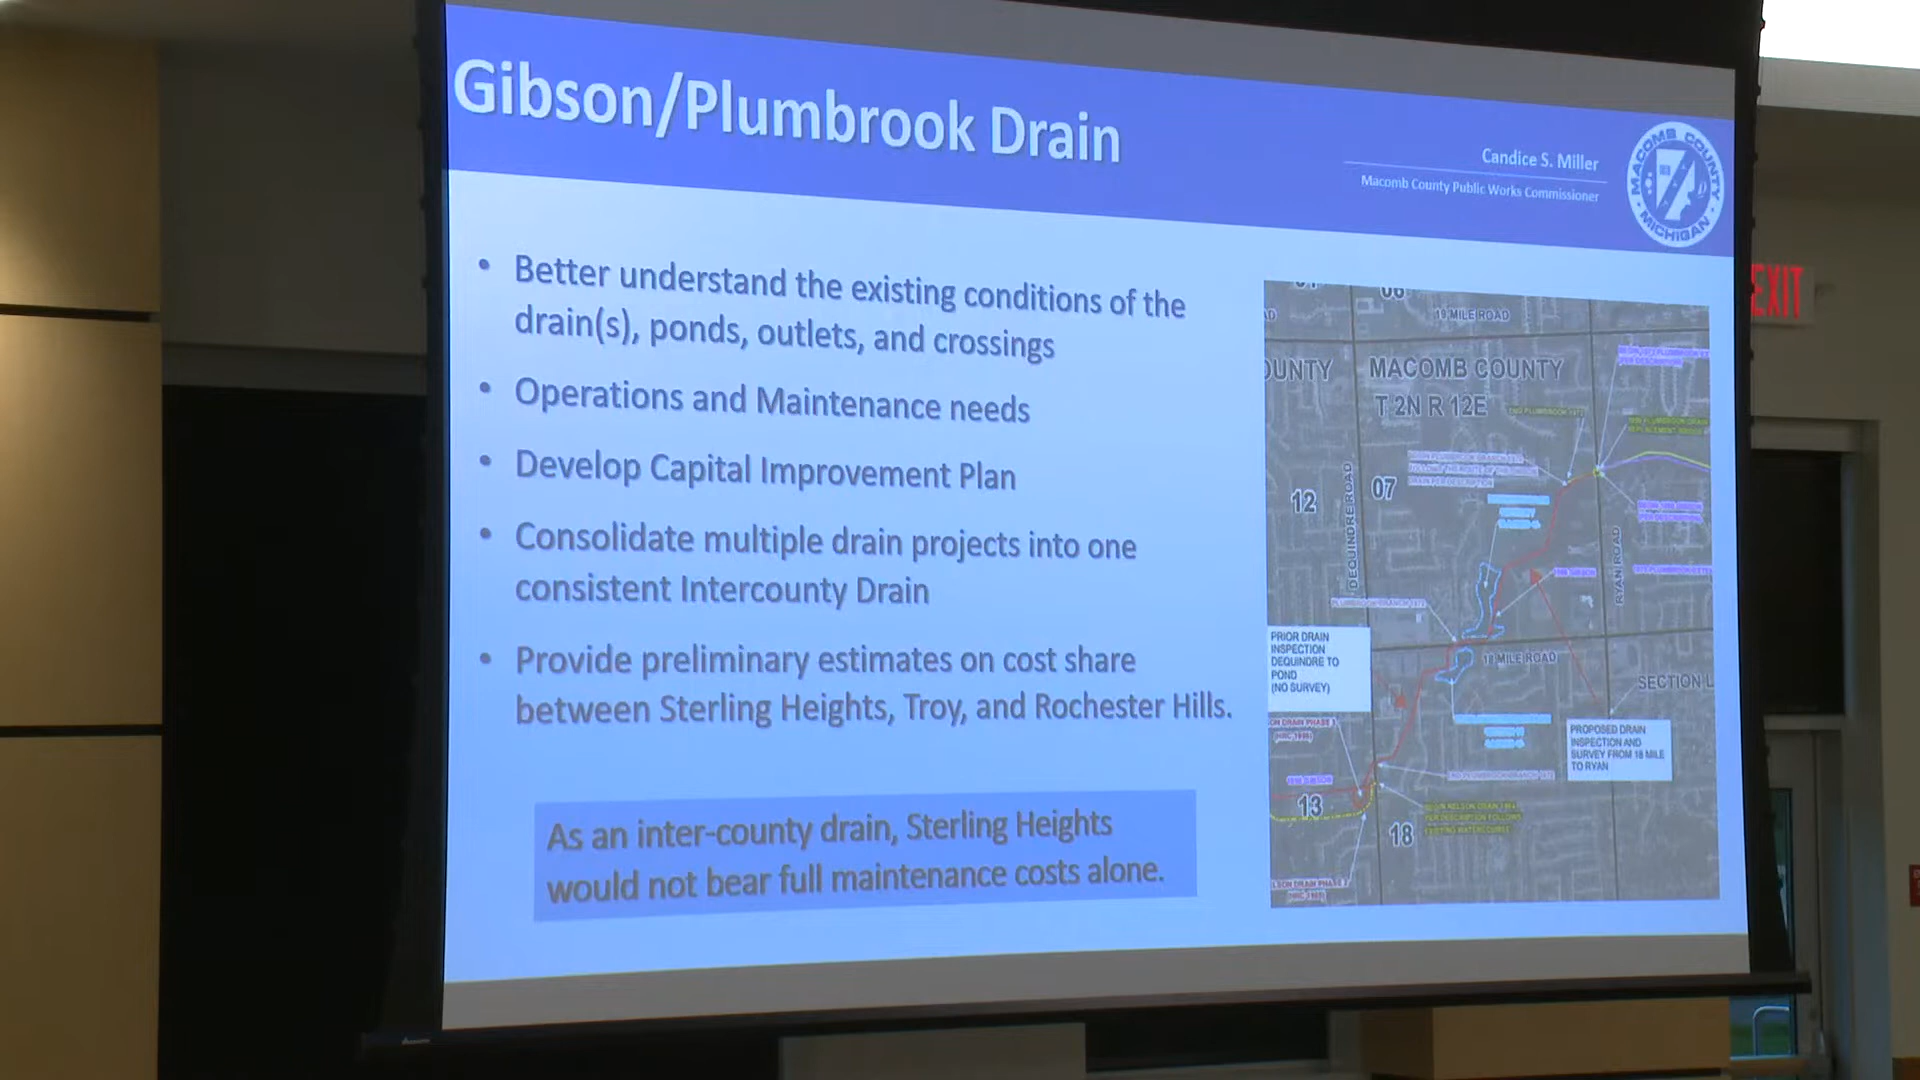 Gibson/Plumbrook Drain
Candice S. Miller
Macomb County Public Works Commissioner
MACOMB COUNTY
MICHIGAN
• Better understand the existing conditions of the
drain(s), ponds, outlets, and crossings
• Operations and Maintenance needs
• Develop Capital Improvement Plan
• Consolidate multiple drain projects into one
consistent Intercounty Drain
• Provide preliminary estimates on cost share
between Sterling Heights, Troy, and Rochester Hills.
As an inter-county drain, Sterling Heights
would not bear full maintenance costs alone.
06
19 MILE ROAD
OUNTY
MACOMB COUNTY
T 2N R 12E
12
07
DEQUINDRE ROAD
RYAN ROAD
PRIOR DRAIN
INSPECTION
DEQUINDRE TO
POND
(NO SURVEY)
18 MILE ROAD
SECTION L
PROPOSED DRAIN
INSPECTION AND
SURVEY FROM 18 MILE
TO RYAN
13
18
EXIT